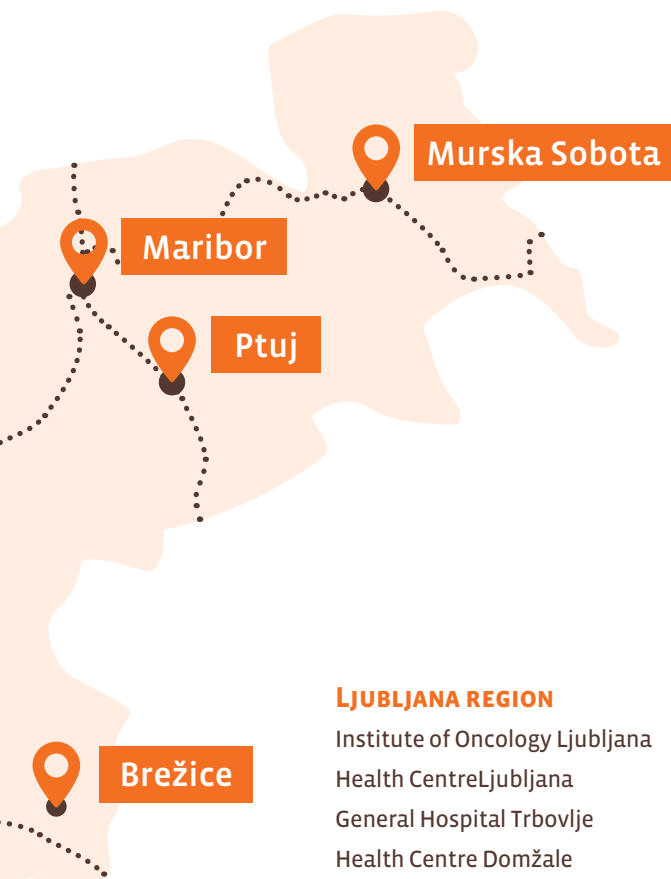 Murska Sobota
Maribor
Ptuj
Brežice
LJUBLJANA REGION
Institute of Oncology Ljubljana
Health CentreLjubljana
General Hospital Trbovlje
Health Centre Domžale